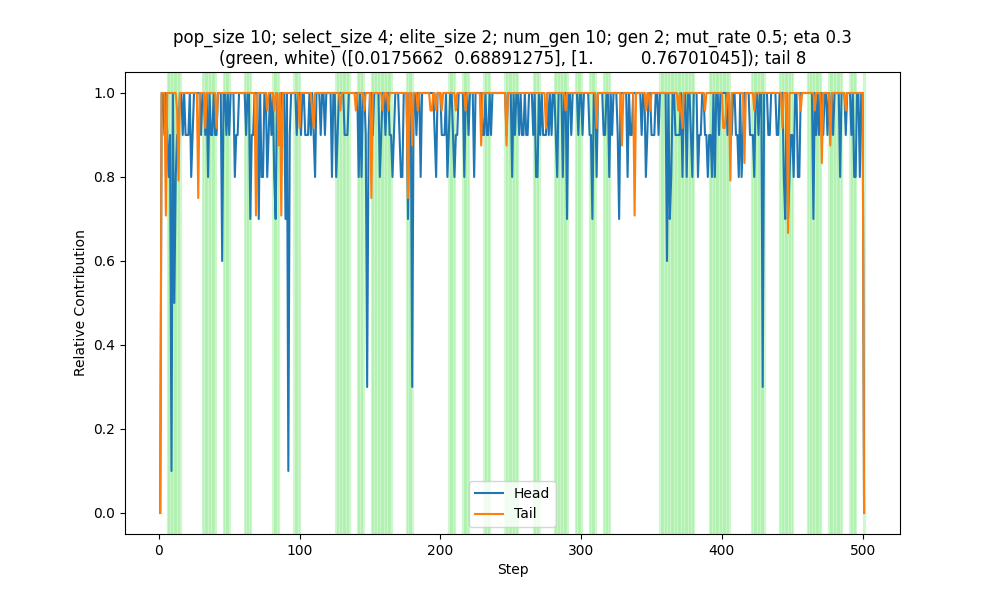 pop_size 10; select_size 4; elite_size 2; num_gen 10; gen 2; mut_rate 0.5; eta 0.3
(green, white) ([0.0175662  0.68891275], [1.         0.76701045]); tail 8
1.0
0.8
0.6
0.4
0.2
0.0
Relative Contribution
Head
Tail
0 100 200 300 400 500
Step